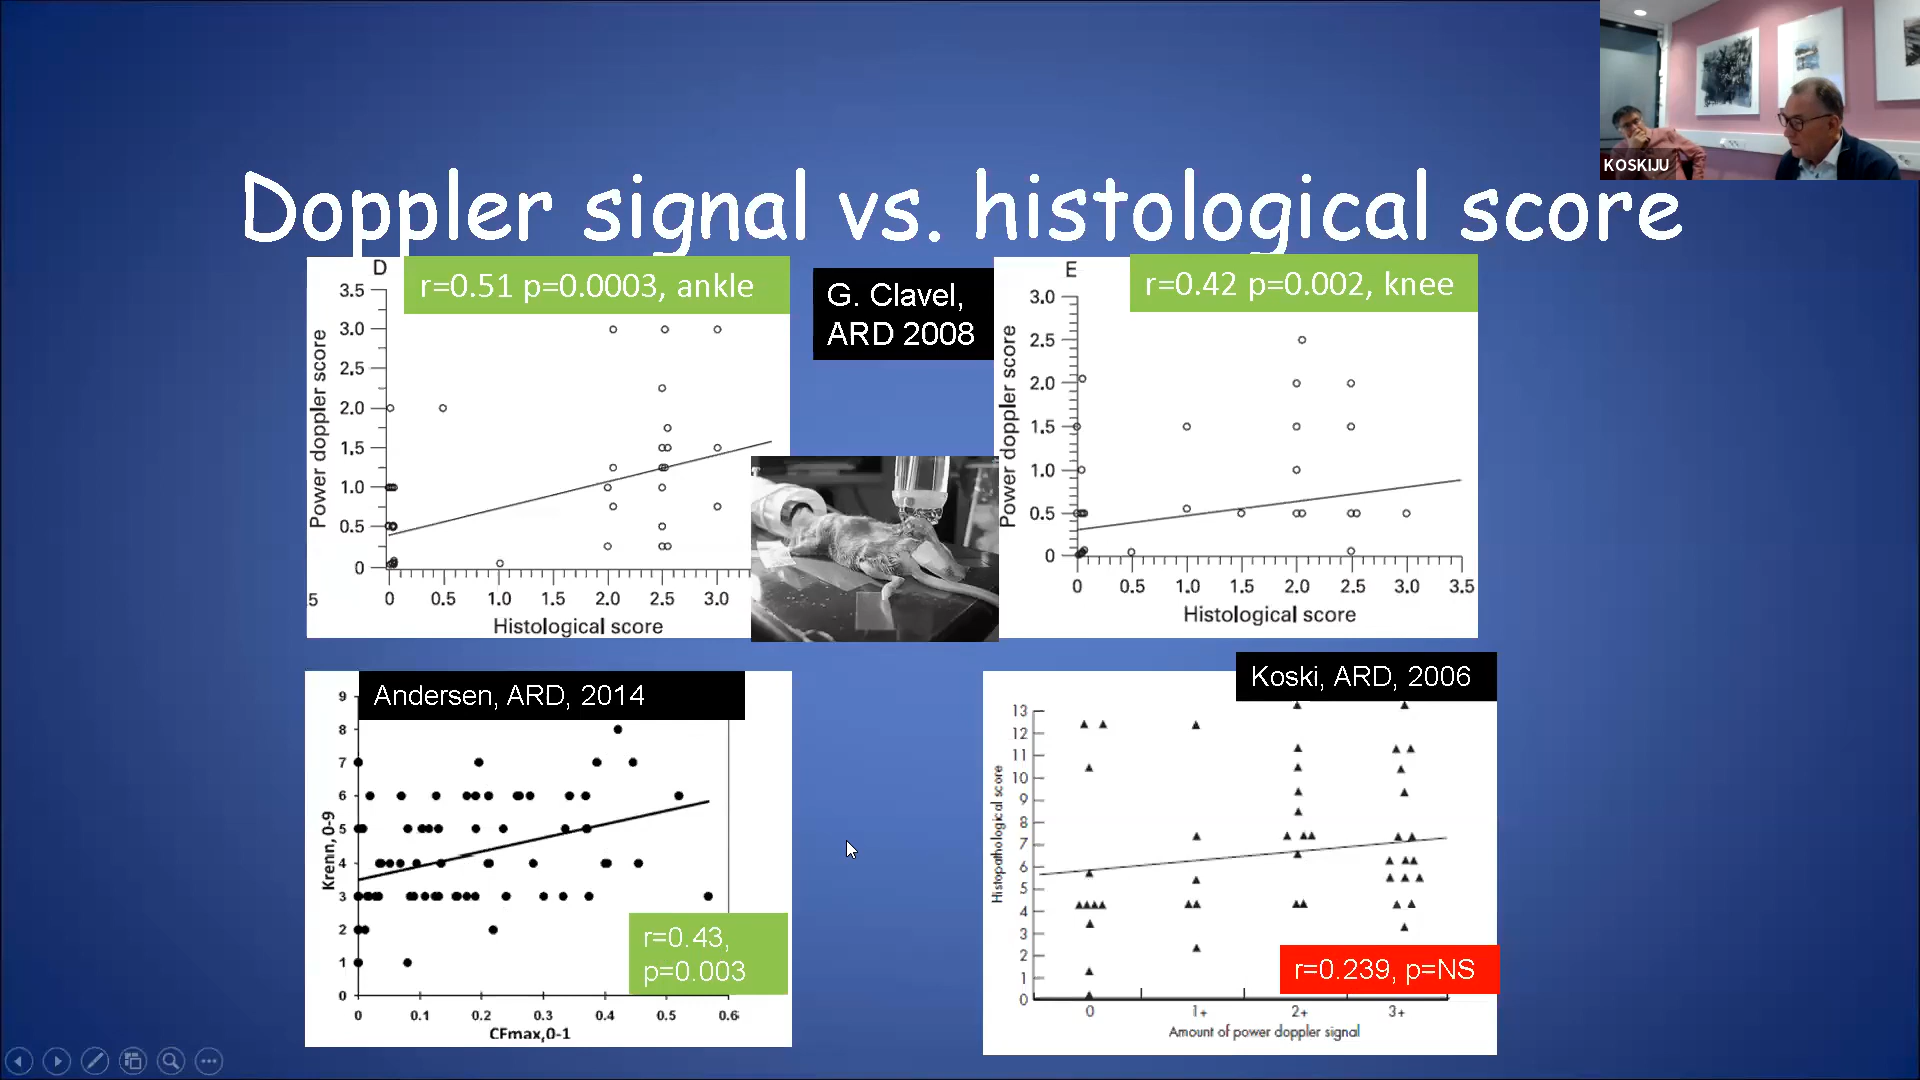 KOSKIJU
Doppler signal vs. histological score
D
r=0.51 p=0.0003, ankle
Power doppler score
3.5
3.0
2.5
2.0
1.5
1.0
0.5
0
5
0 0.5 1.0 1.5 2.0 2.5 3.0
Histological score
G. Clavel,
ARD 2008
E
r=0.42 p=0.002, knee
Power doppler score
3.0
2.5
2.0
1.5
1.0
0.5
0
0 0.5 1.0 1.5 2.0 2.5 3.0 3.5
Histological score
Andersen, ARD, 2014
Krenn,0-9
9
8
7
6
5
4
3
2
1
0
0 0.1 0.2 0.3 0.4 0.5 0.6
CFmax,0-1
r=0.43,
p=0.003
Koski, ARD, 2006
Histopathological score
13
12
11
10
9
8
7
6
5
4
3
2
1
0
0 1+ 2+ 3+
Amount of power doppler signal
r=0.239, p=NS